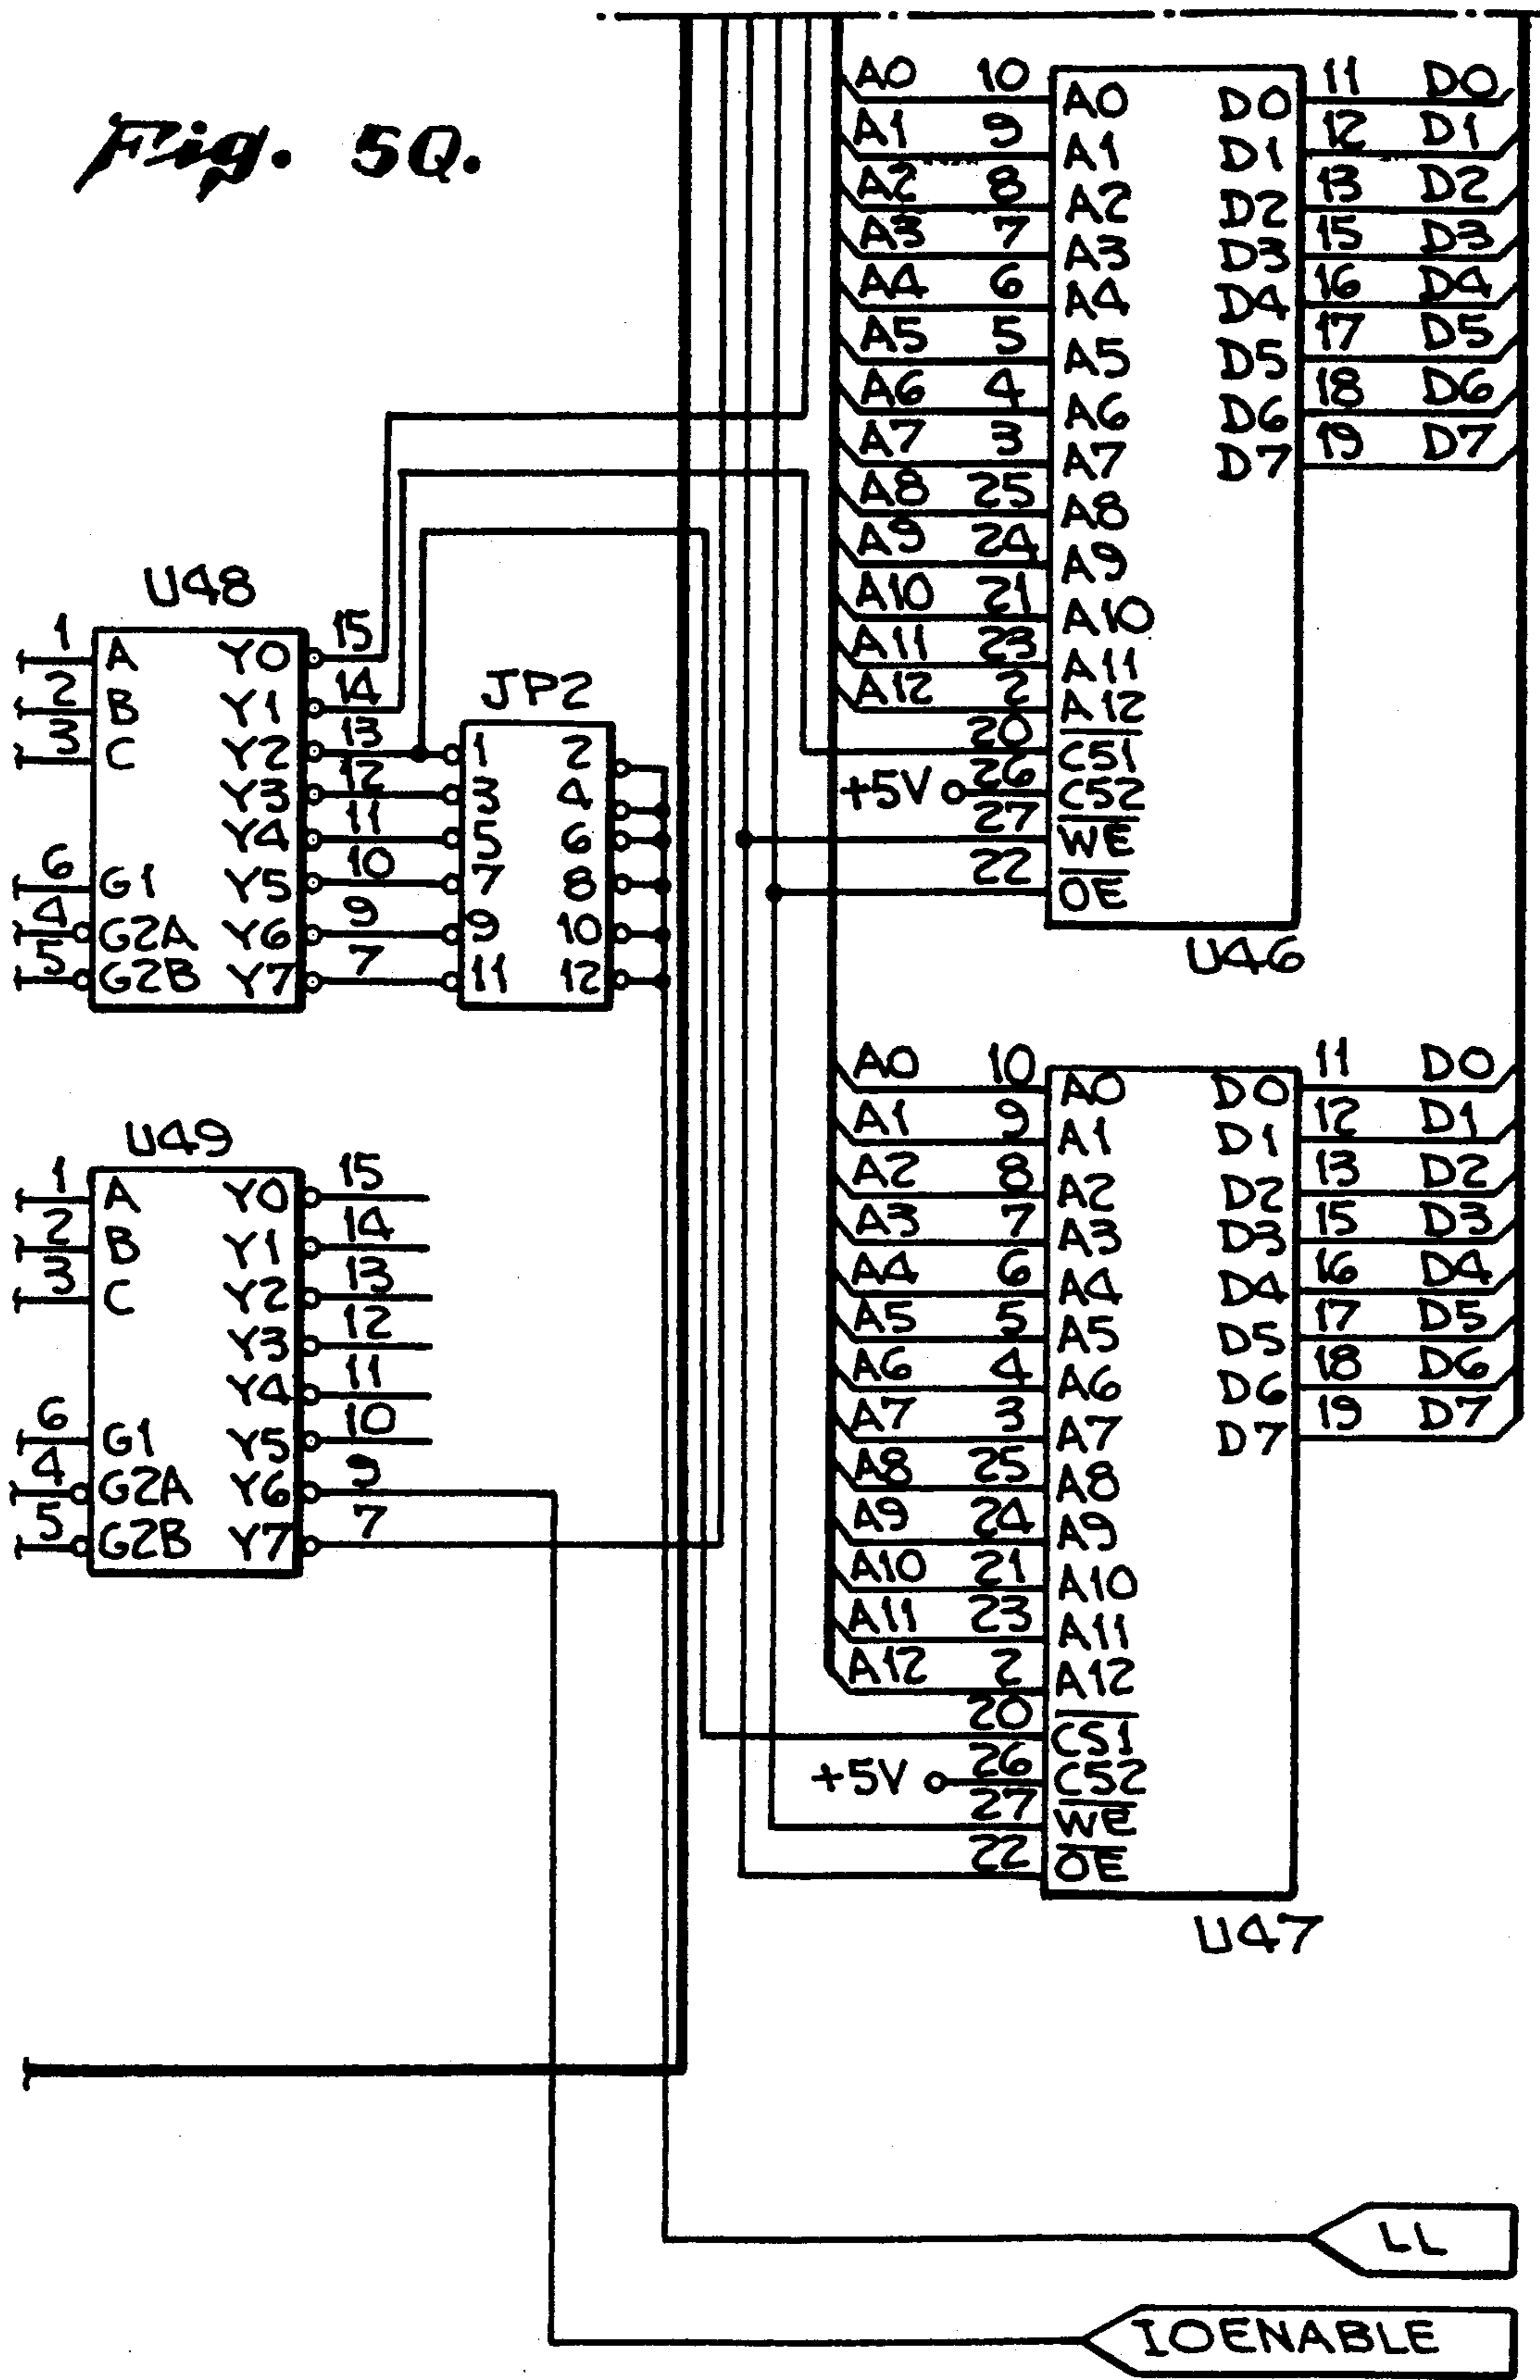 Fig. 5Q.
U48
1 A Y0 15
2 B Y1 14
3 C Y2 13
Y3 12
Y4 11
6 G1 Y5 10
4 G2A Y6 9
5 G2B Y7 7
JP2
1 2
3 4
5 6
7 8
9 10
11 12
U49
1 A Y0 15
2 B Y1 14
3 C Y2 13
Y3 12
Y4 11
6 G1 Y5 10
4 G2A Y6 9
5 G2B Y7 7
A0 10 A0 D0 11 D0
A1 9 A1 D1 12 D1
A2 8 A2 D2 13 D2
A3 7 A3 D3 15 D3
A4 6 A4 D4 16 D4
A5 5 A5 D5 17 D5
A6 4 A6 D6 18 D6
A7 3 A7 D7 19 D7
A8 25 A8
A9 24 A9
A10 21 A10
A11 23 A11
A12 2 A12
20 CS1
+5V 26 CS2
27 WE
22 OE
U46
A0 10 A0 D0 11 D0
A1 9 A1 D1 12 D1
A2 8 A2 D2 13 D2
A3 7 A3 D3 15 D3
A4 6 A4 D4 16 D4
A5 5 A5 D5 17 D5
A6 4 A6 D6 18 D6
A7 3 A7 D7 19 D7
A8 25 A8
A9 24 A9
A10 21 A10
A11 23 A11
A12 2 A12
20 CS1
+5V 26 CS2
27 WE
22 OE
U47
LL
IOENABLE